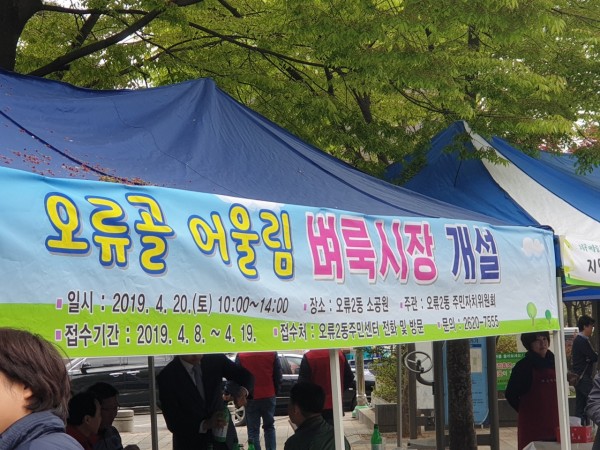 오류골 어울림 벼룩시장 개설
▪일시 : 2019. 4. 20.(토) 10:00~14:00 ▪장소 : 오류2동 소공원 ▪주관 : 오류2동 주민자치위원회
▪접수기간 : 2019. 4. 8. ~ 4. 19. ▪접수처 : 오류2동주민센터 전화 및 방문 ▪문의 : 2620-7555